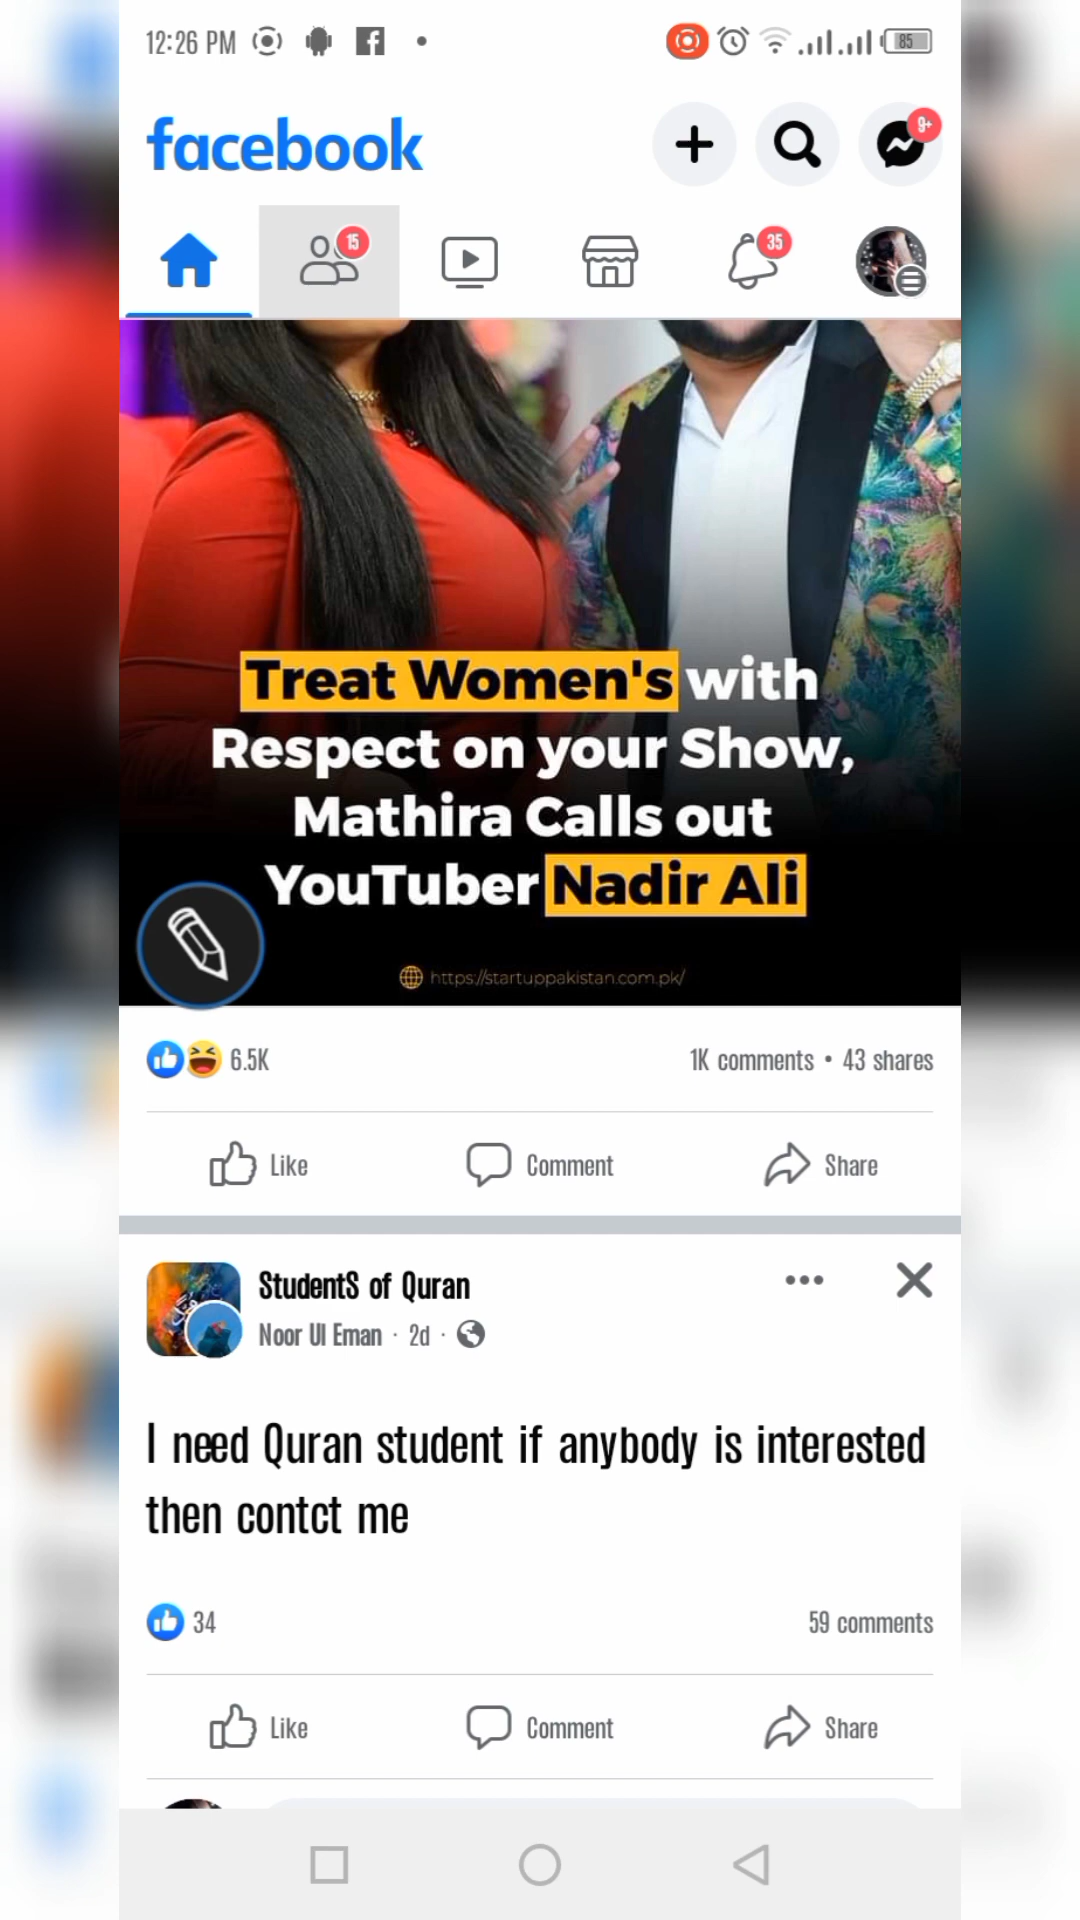 12:26 PM
85
facebook
9+
15
35
Treat Women's with
Respect on your Show,
Mathira Calls out
YouTuber Nadir Ali
https://startuppakistan.com.pk/
6.5K
1K comments • 43 shares
Like
Comment
Share
StudentS of Quran
Noor Ul Eman · 2d ·
I need Quran student if anybody is interested
then contct me
34
59 comments
Like
Comment
Share